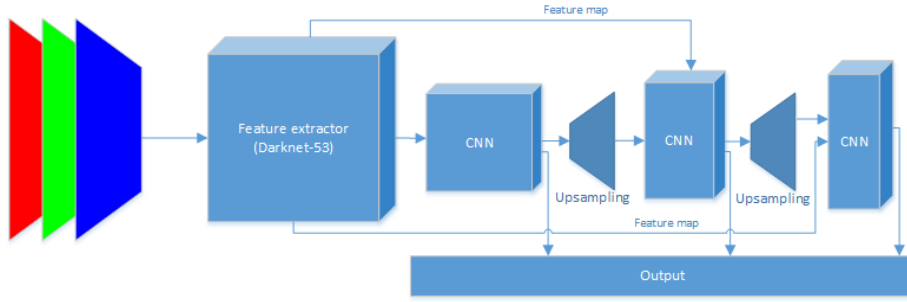 Feature map
Feature extractor
(Darknet-53)
CNN
Upsampling
CNN
Upsampling
CNN
Feature map
Output